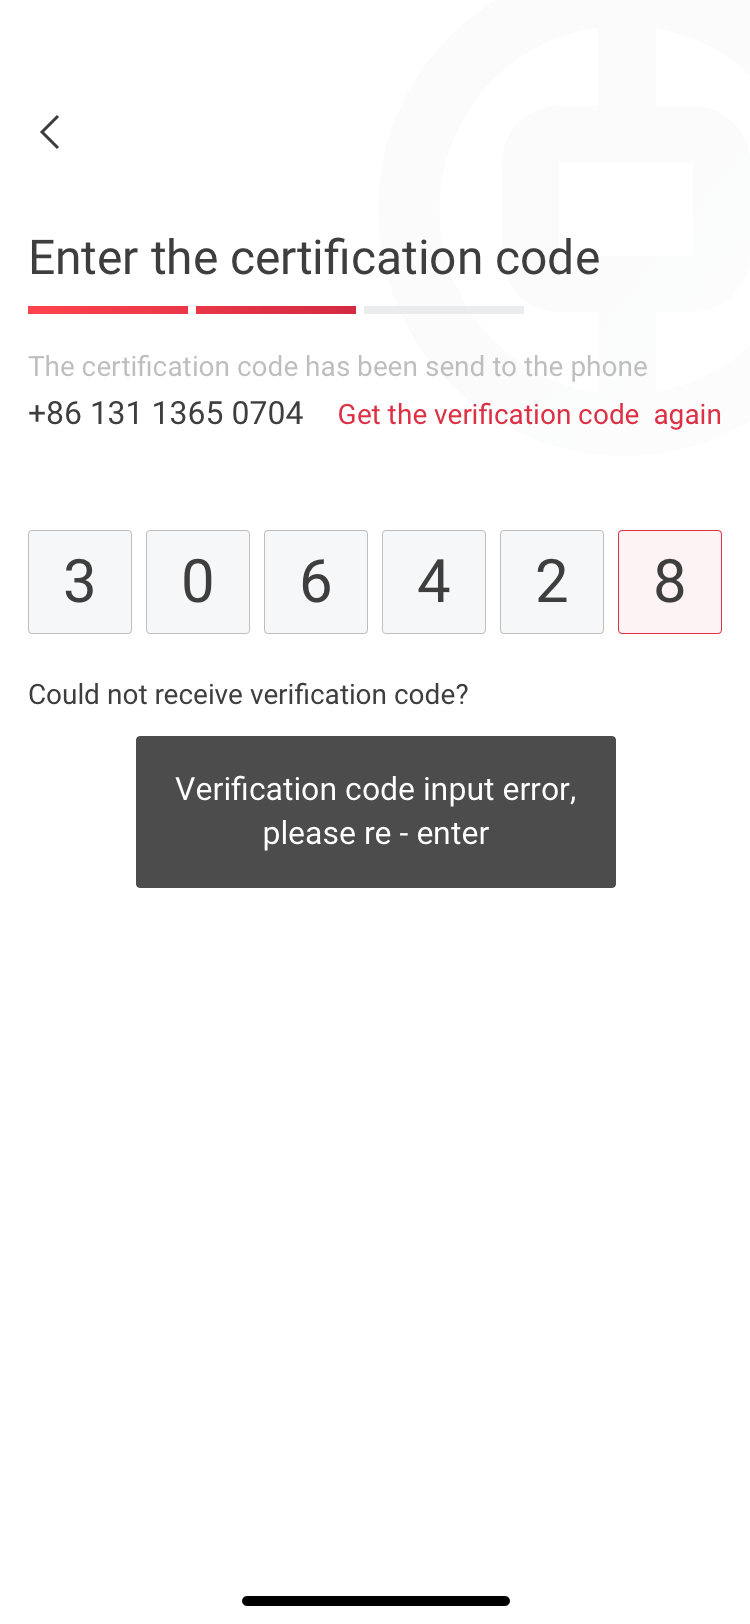 Enter the certification code
The certification code has been send to the phone
+86 131 1365 0704 Get the verification code again
3 0 6 4 2 8
Could not receive verification code?
Verification code input error,
please re - enter